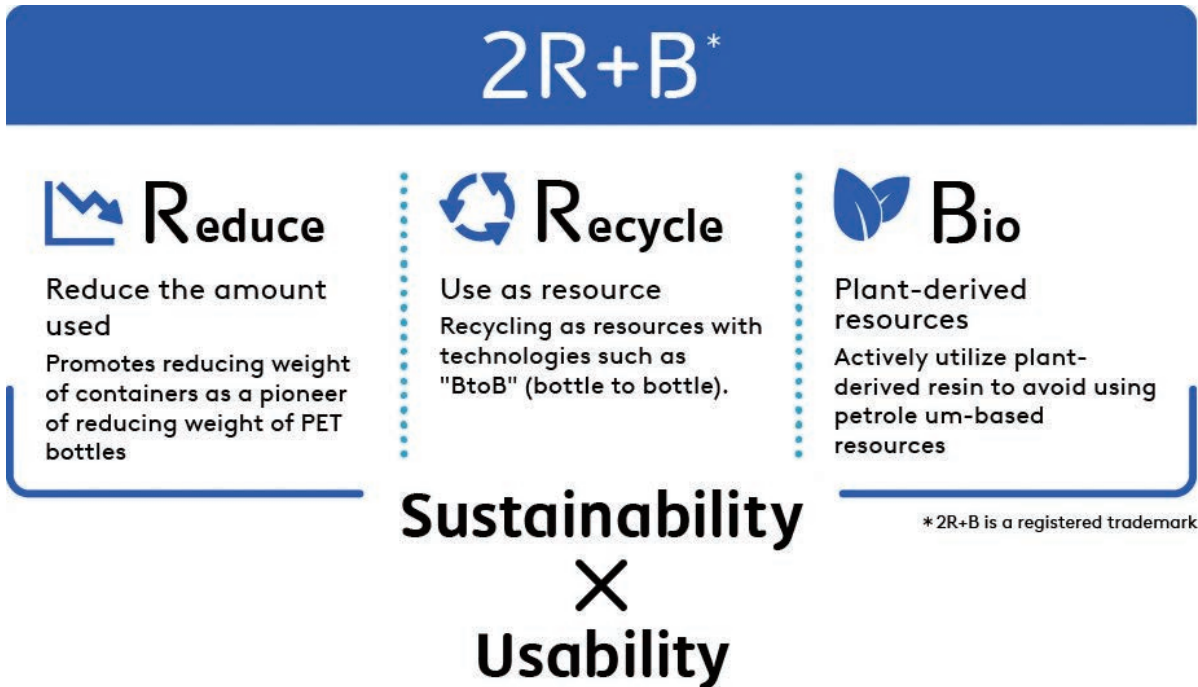 2R+B*
Reduce
Reduce the amount
used
Promotes reducing weight
of containers as a pioneer
of reducing weight of PET
bottles
Recycle
Use as resource
Recycling as resources with
technologies such as
"BtoB" (bottle to bottle).
Bio
Plant-derived
resources
Actively utilize plant-
derived resin to avoid using
petrole um-based
resources
Sustainability
*2R+B is a registered trademark
×
Usability